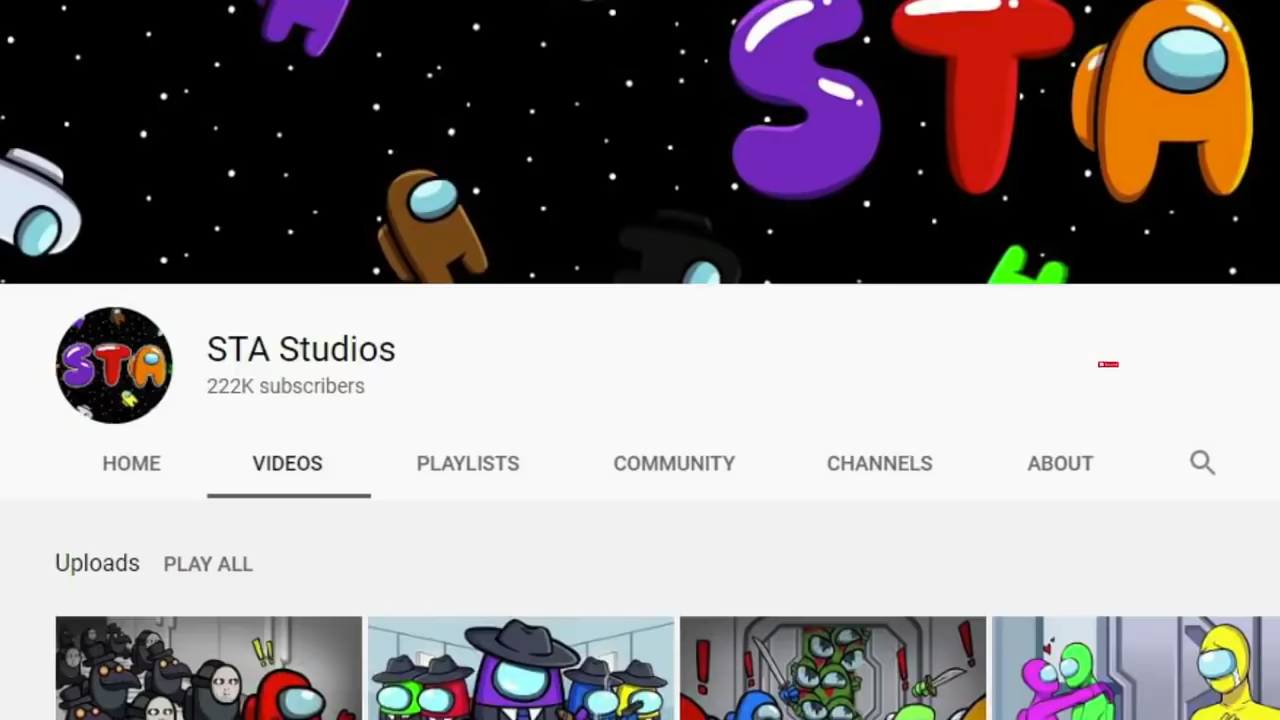 STA
STA
STA Studios
222K subscribers
HOME VIDEOS PLAYLISTS COMMUNITY CHANNELS ABOUT
Uploads PLAY ALL